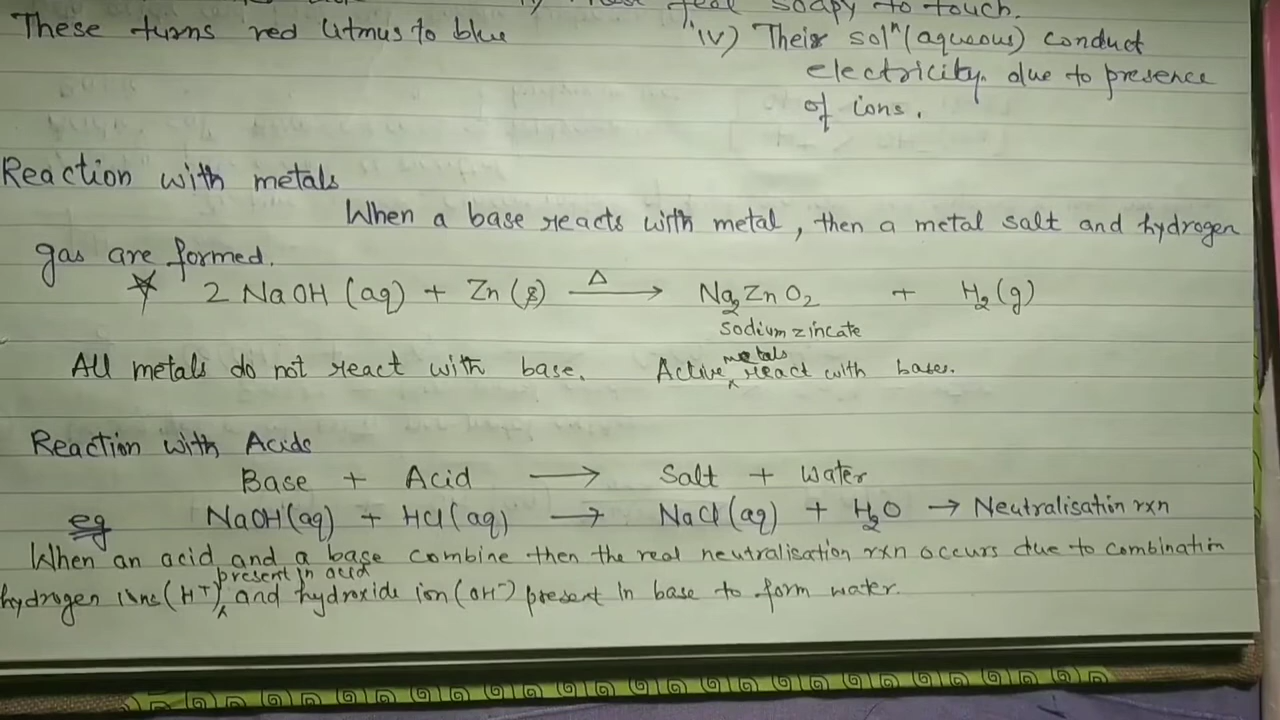 soapy to touch.
These turns red litmus to blue
iv) Their solⁿ (aqueous) conduct
electricity. due to presence
of ions.
Reaction with metals
When a base reacts with metal, then a metal salt and hydrogen
gas are formed.
☆ 2 NaOH (aq) + Zn (s) —Δ→ Na₂ZnO₂ + H₂(g)
sodium zincate
All metals do not react with base. Active metals react with bases.
Reaction with Acids
Base + Acid → Salt + Water
eg NaOH(aq) + HCl(aq) → NaCl(aq) + H₂O → Neutralisation rxn
When an acid and a base combine then the real neutralisation rxn occurs due to combination
hydrogen ions (H⁺) present in acid and hydroxide ion (OH⁻) present in base to form water.